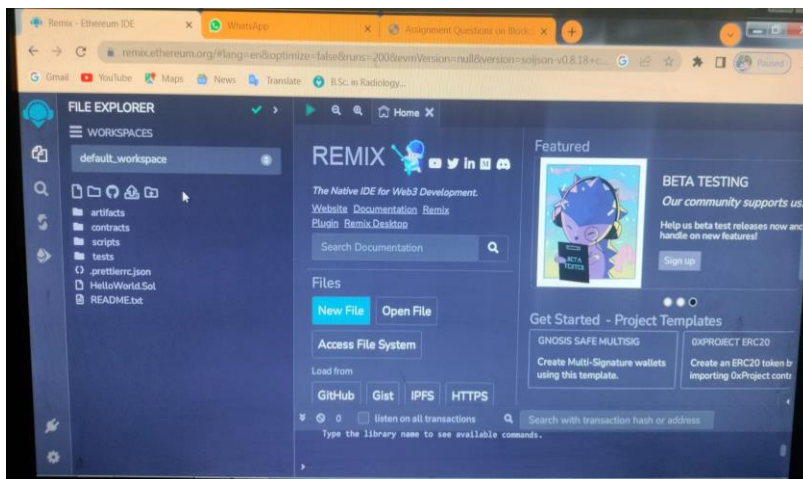 Remix - Ethereum IDE
WhatsApp
Assignment Questions on Block
remix.ethereum.org/#lang=en&optimize=false&runs=200&evmVersion=null&version=soljson-v0.8.18+c...
Paused
Gmail YouTube Maps News Translate B.Sc. in Radiology...
FILE EXPLORER
WORKSPACES
default_workspace
artifacts
contracts
scripts
tests
.prettierrc.json
HelloWorld.Sol
README.txt
Home
REMIX
The Native IDE for Web3 Development.
Website Documentation Remix
Plugin Remix Desktop
Search Documentation
Files
New File Open File
Access File System
Load from
GitHub Gist IPFS HTTPS
Featured
BETA TESTER
BETA TESTING
Our community supports us.
Help us beta test releases now and
handle on new features!
Sign up
Get Started - Project Templates
GNOSIS SAFE MULTISIG
Create Multi-Signature wallets
using this template.
0XPROJECT ERC20
Create an ERC20 token b
importing 0xProject contr
0 listen on all transactions Search with transaction hash or address
Type the library name to see available commands.
>